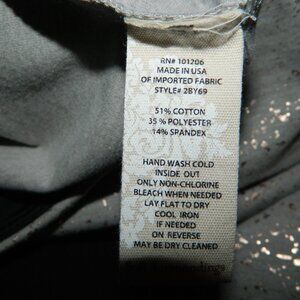 RN# 101206
MADE IN USA
OF IMPORTED FABRIC
STYLE# 2BY69
51% COTTON
35 % POLYESTER
14% SPANDEX
HAND WASH COLD
INSIDE OUT
ONLY NON-CHLORINE
BLEACH WHEN NEEDED
LAY FLAT TO DRY
COOL IRON
IF NEEDED
ON REVERSE
MAY BE DRY CLEANED